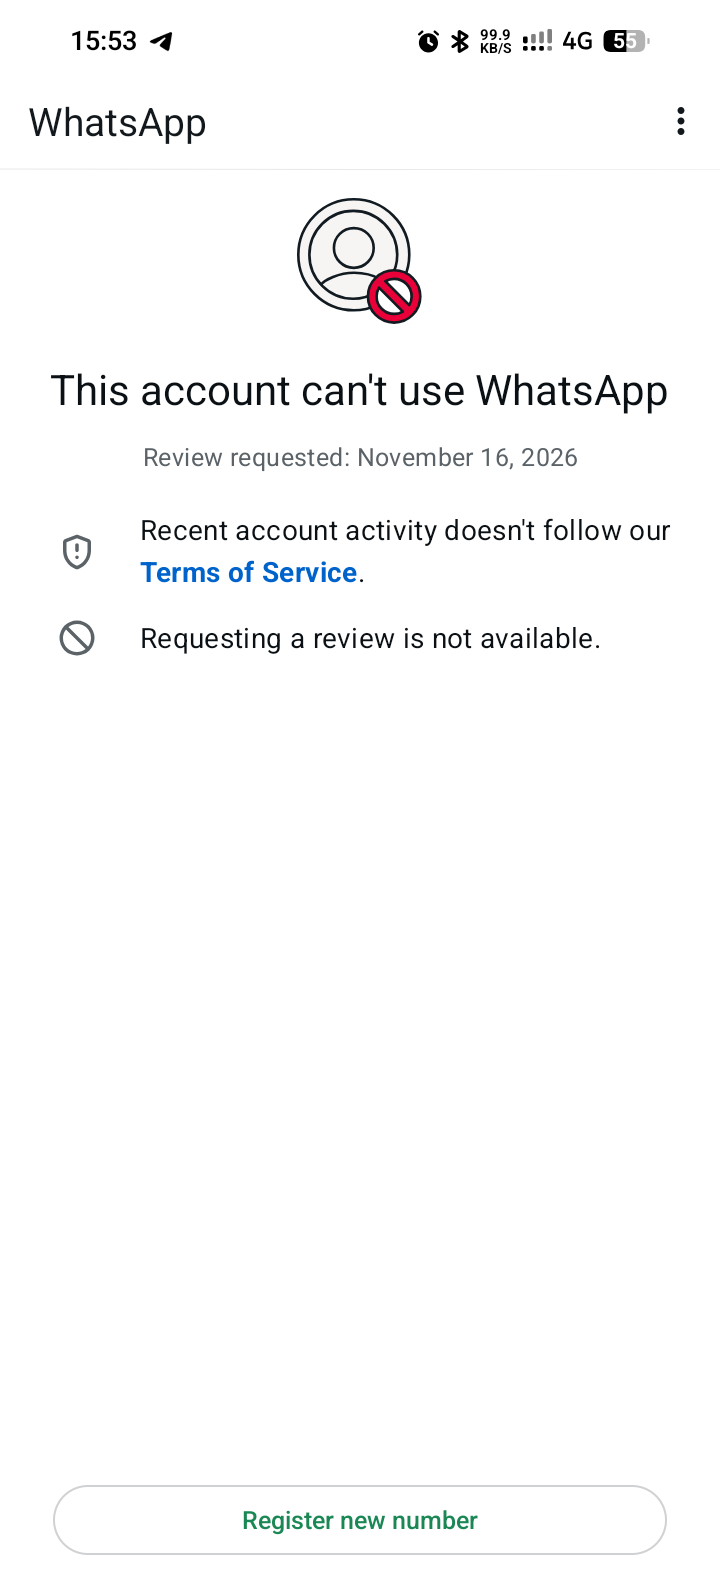 15:53
99.9
KB/S
4G
55
WhatsApp
This account can't use WhatsApp
Review requested: November 16, 2026
Recent account activity doesn't follow our
Terms of Service.
Requesting a review is not available.
Register new number